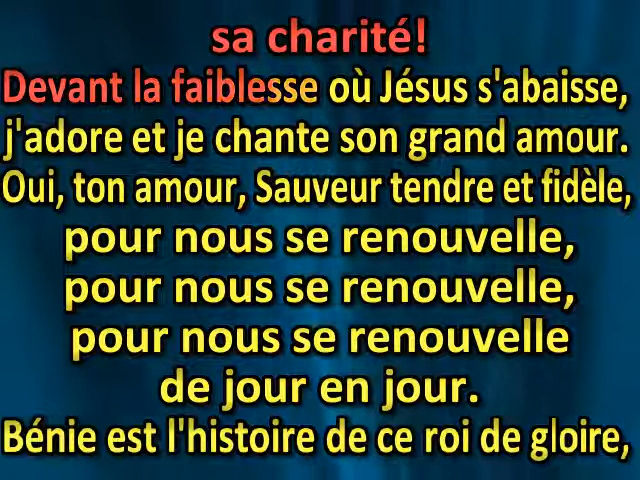 sa charité!
Devant la faiblesse où Jésus s'abaisse,
j'adore et je chante son grand amour.
Oui, ton amour, Sauveur tendre et fidèle,
pour nous se renouvelle,
pour nous se renouvelle,
pour nous se renouvelle
de jour en jour.
Bénie est l'histoire de ce roi de gloire,